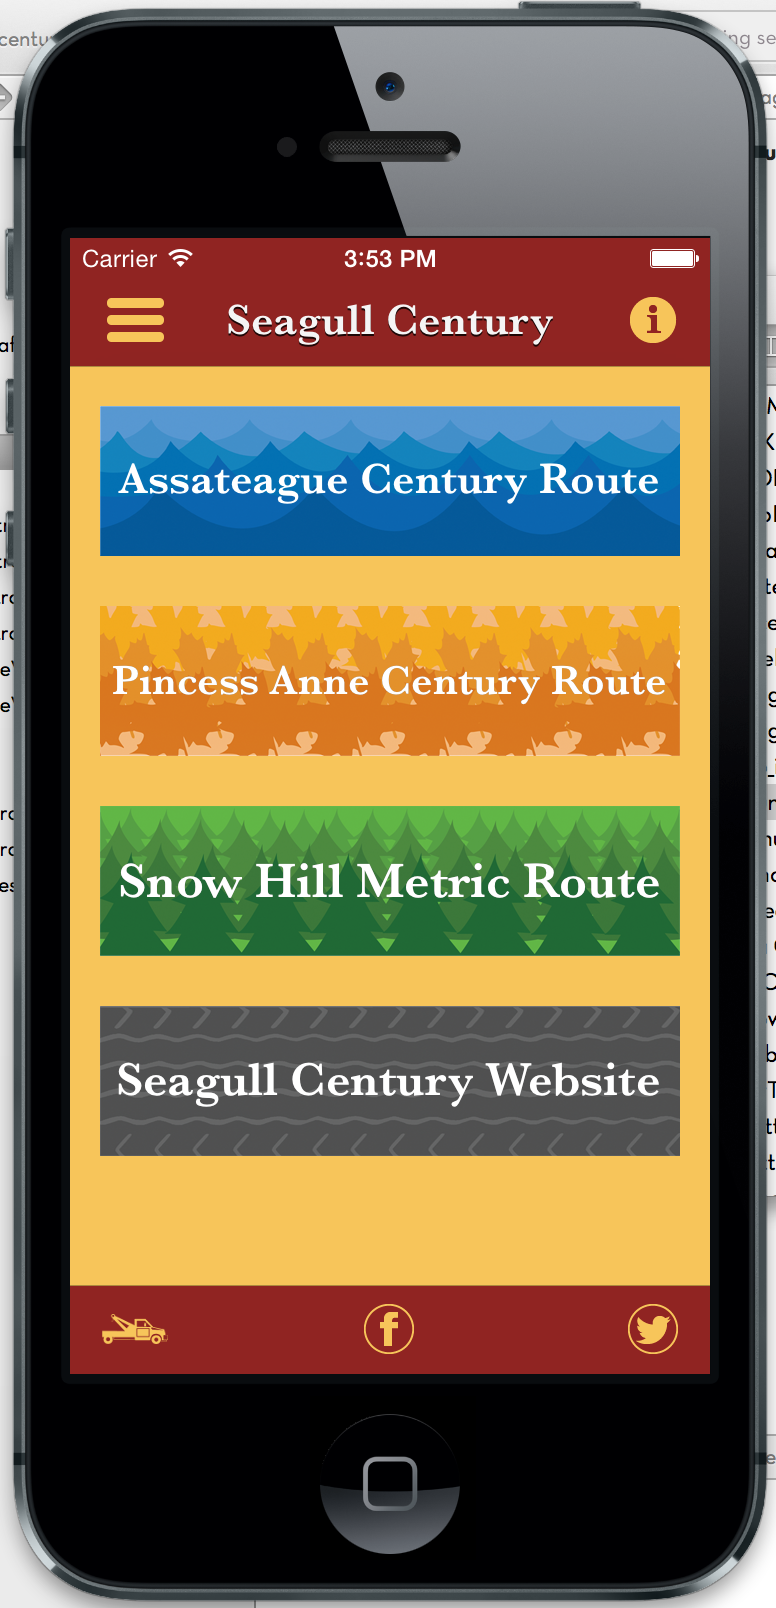 Carrier 3:53 PM
Seagull Century
Assateague Century Route
Pincess Anne Century Route
Snow Hill Metric Route
Seagull Century Website